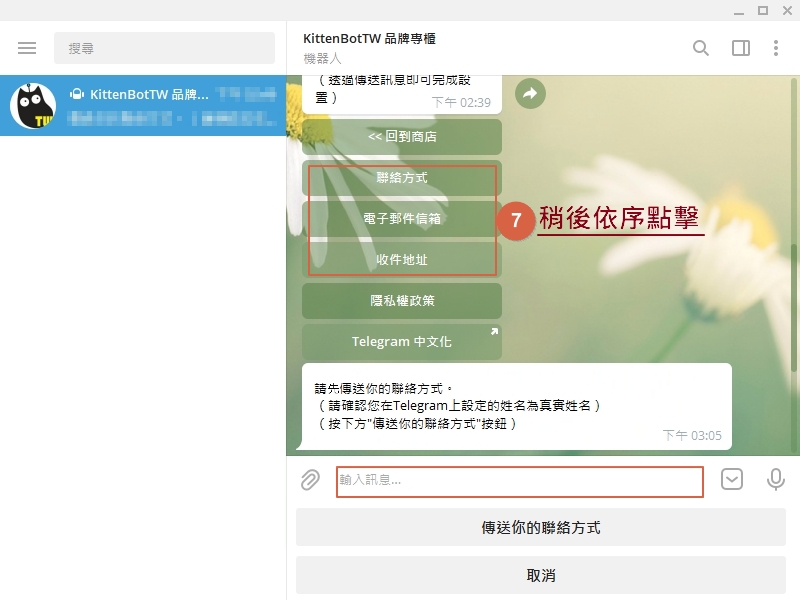 搜尋
KittenBotTW 品牌...
KittenBotTW 品牌專櫃
機器人
（透過傳送訊息即可完成設
置）
下午 02:39
<< 回到商店
聯絡方式
電子郵件信箱
收件地址
7 稍後依序點擊
隱私權政策
Telegram 中文化
請先傳送你的聯絡方式。
（請確認您在Telegram上設定的姓名為真實姓名）
（按下方"傳送你的聯絡方式"按鈕）
下午 03:05
輸入訊息...
傳送你的聯絡方式
取消